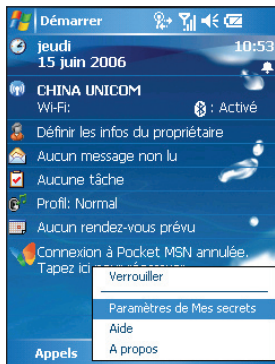 Démarrer
jeudi 10:53
15 juin 2006
CHINA UNICOM
Wi-Fi: : Activé
Définir les infos du propriétaire
Aucun message non lu
Aucune tâche
Profil: Normal
Aucun rendez-vous prévu
Connexion à Pocket MSN annulée.
Tapez ici
Verrouiller
Paramètres de Mes secrets
Aide
A propos
Appels